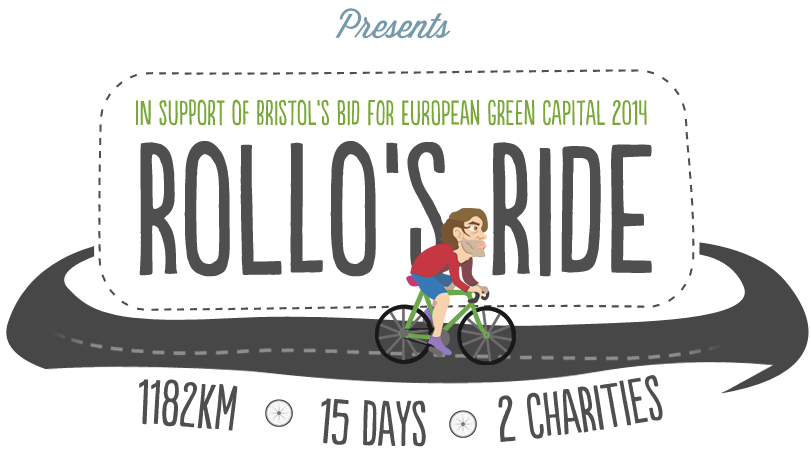 Presents
IN SUPPORT OF BRISTOL'S BID FOR EUROPEAN GREEN CAPITAL 2014
ROLLO'S RIDE
1182KM 15 DAYS 2 CHARITIES